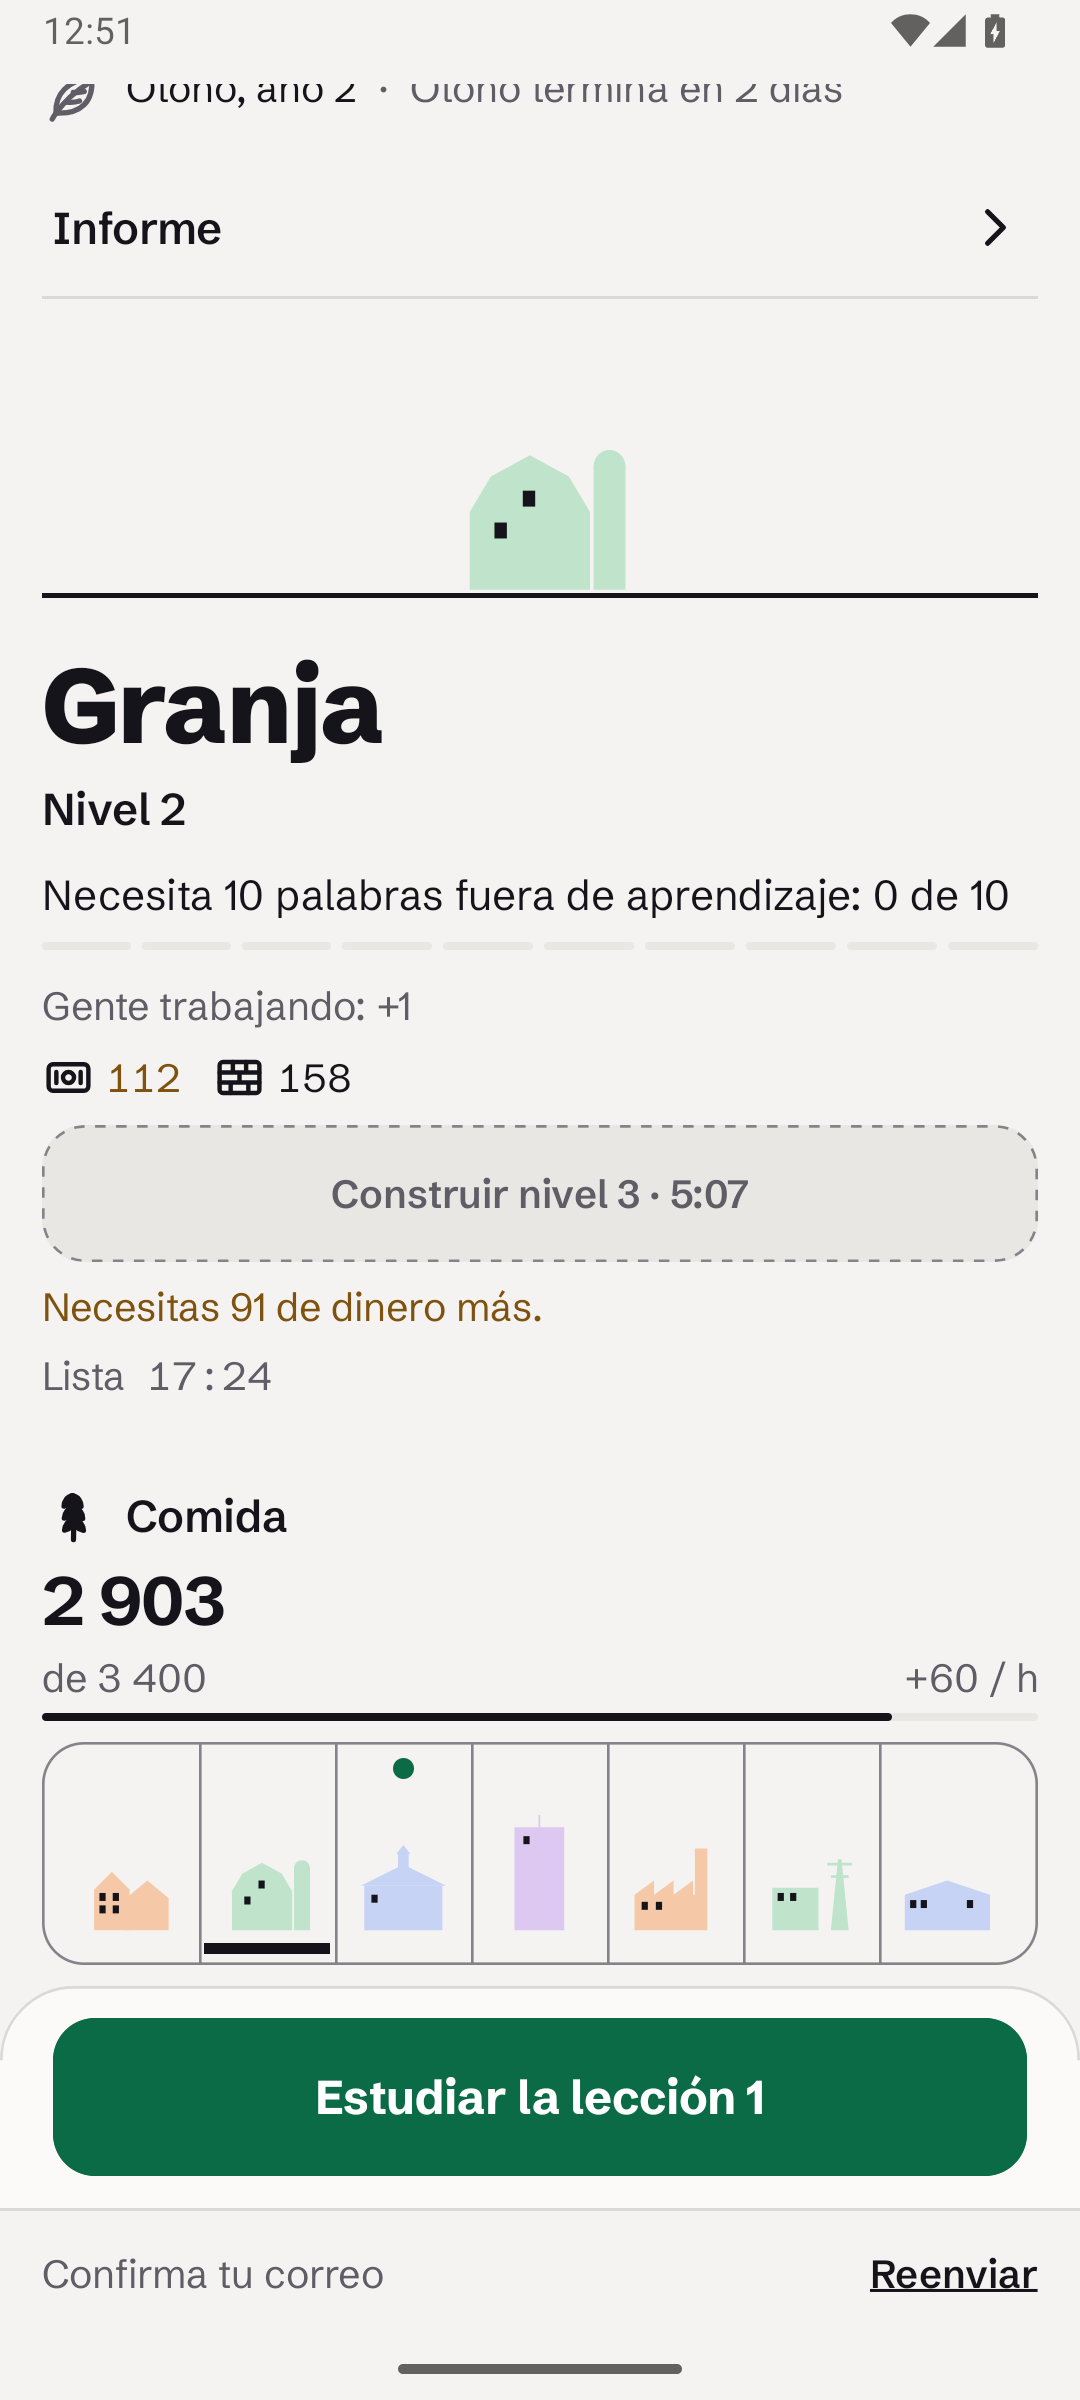 12:51
Otoño, año 2 · Otoño termina en 2 días
Informe
Granja
Nivel 2
Necesita 10 palabras fuera de aprendizaje: 0 de 10
Gente trabajando: +1
112 158
Construir nivel 3 · 5:07
Necesitas 91 de dinero más.
Lista 17:24
Comida
2 903
de 3 400 +60 / h
Estudiar la lección 1
Confirma tu correo Reenviar